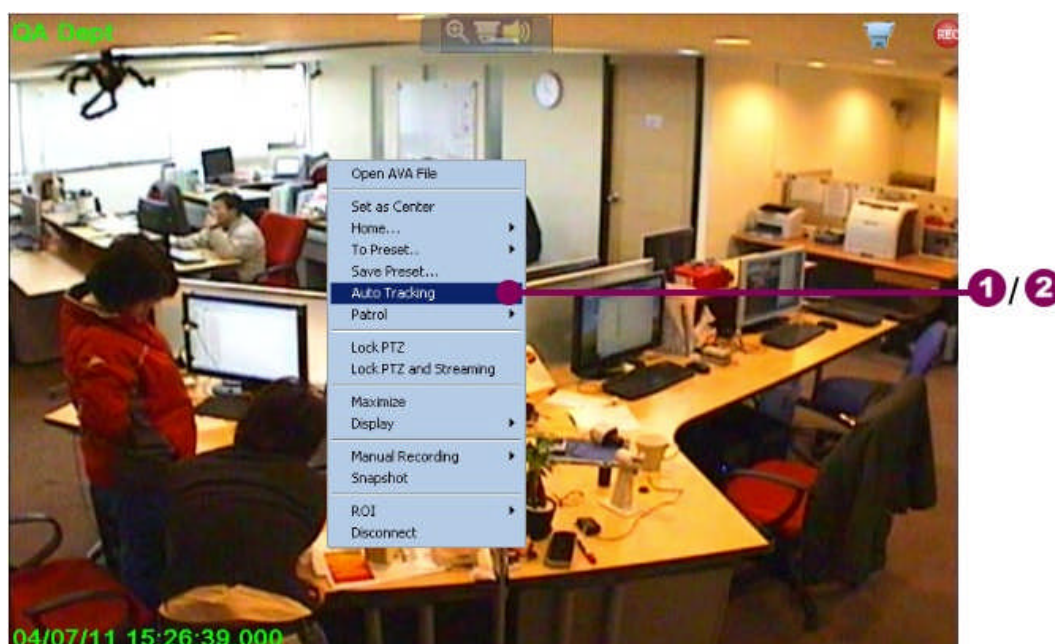 QA Dept
REC
Open AVA File
Set as Center
Home...
To Preset..
Save Preset...
Auto Tracking
Patrol
Lock PTZ
Lock PTZ and Streaming
Maximize
Display
Manual Recording
Snapshot
ROI
Disconnect
1 / 2
04/07/11 15:26:39.000